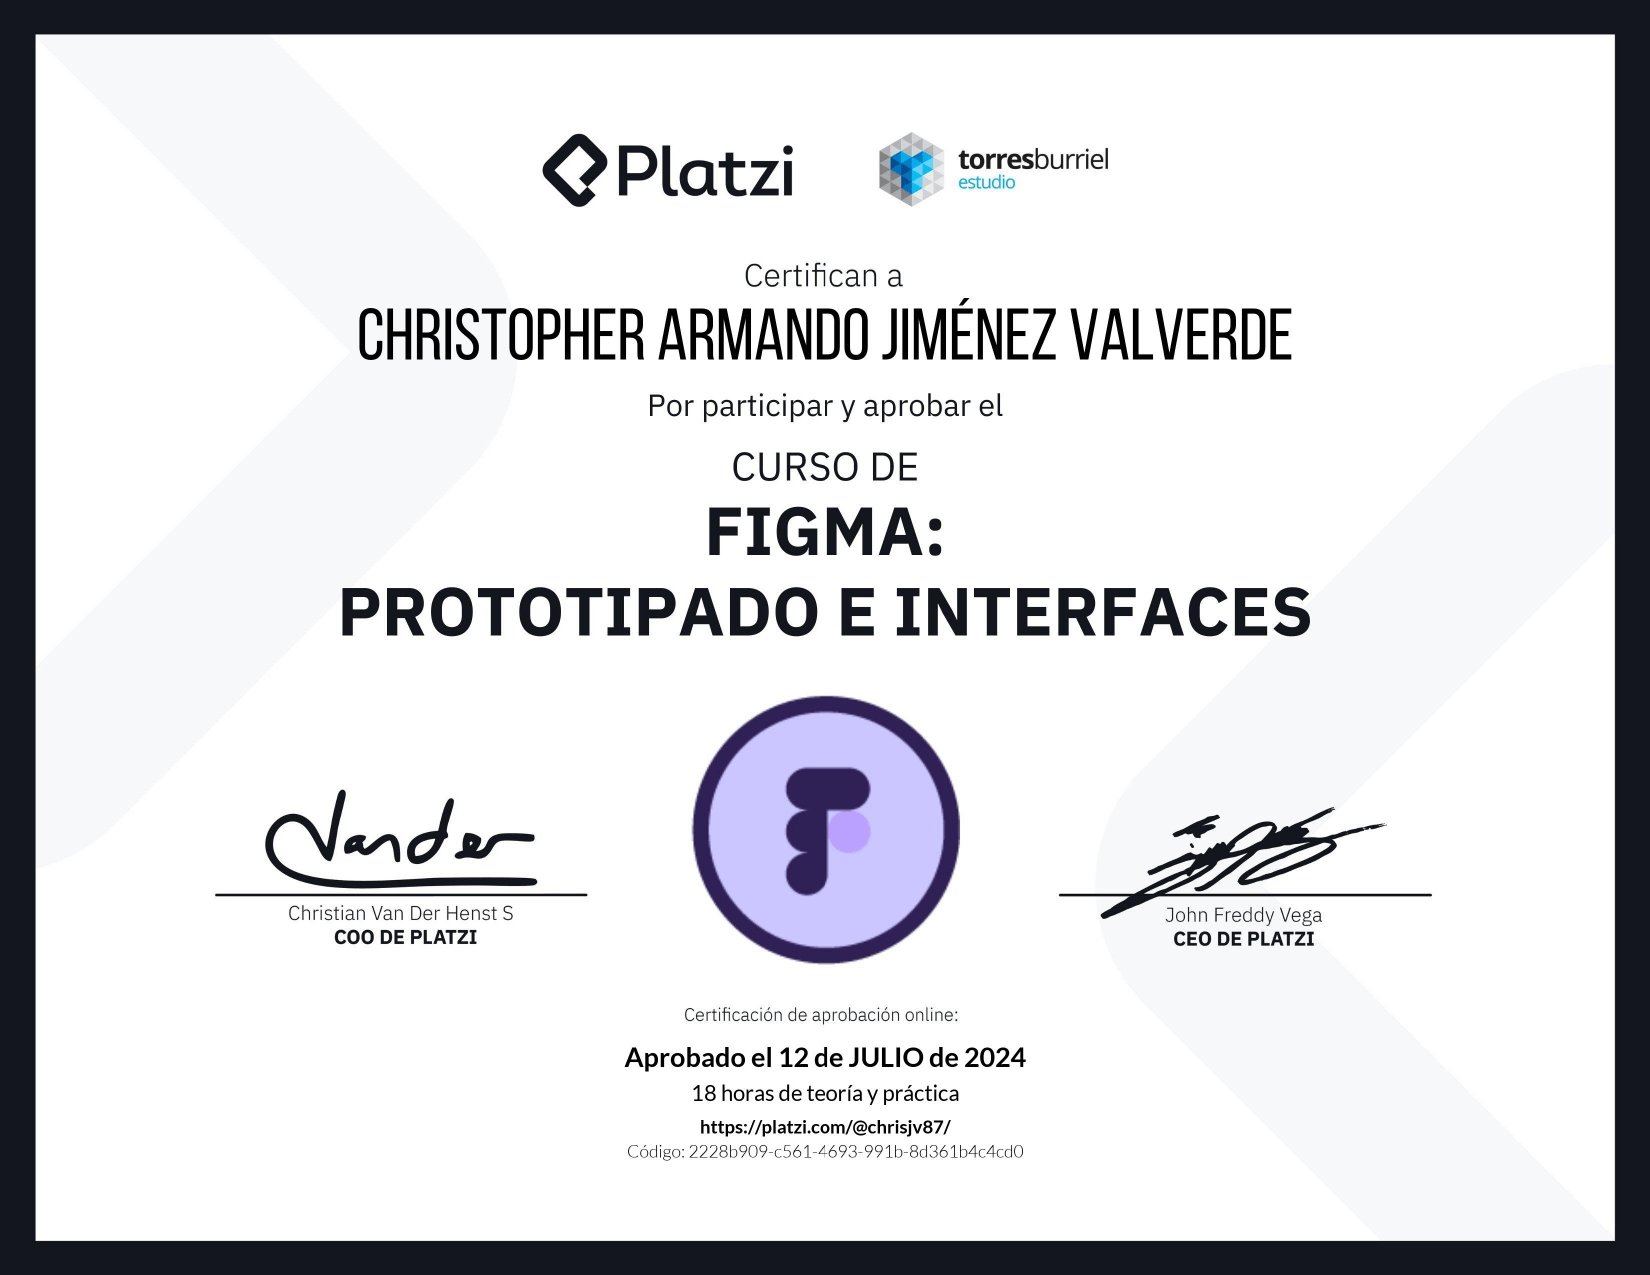 Platzi
torresburriel
estudio
Certifican a
CHRISTOPHER ARMANDO JIMÉNEZ VALVERDE
Por participar y aprobar el
CURSO DE
FIGMA:
PROTOTIPADO E INTERFACES
Vander
Christian Van Der Henst S
COO DE PLATZI
John Freddy Vega
CEO DE PLATZI
Certificación de aprobación online:
Aprobado el 12 de JULIO de 2024
18 horas de teoría y práctica
https://platzi.com/@chrisjv87/
Código: 2228b909-c561-4693-991b-8d361b4c4cd0